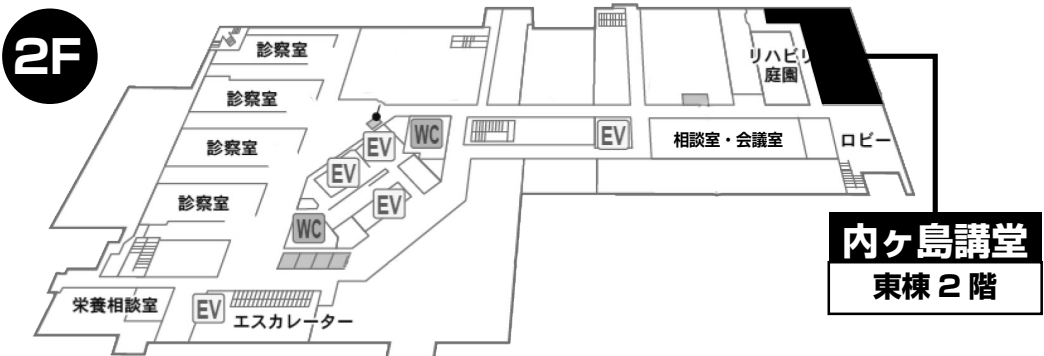 2F
診察室
診察室
診察室
診察室
栄養相談室
EV
エスカレーター
WC
EV
EV
EV
WC
EV
相談室・会議室
リハビリ
庭園
ロビー
内ヶ島講堂
東棟2階